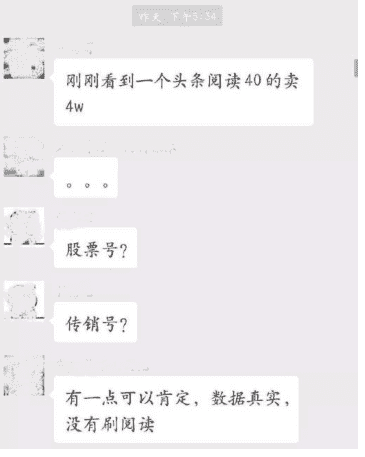 昨天 下午5:54
刚刚看到一个头条阅读40的卖
4w
。。。
股票号?
传销号?
有一点可以肯定，数据真实，
没有刷阅读